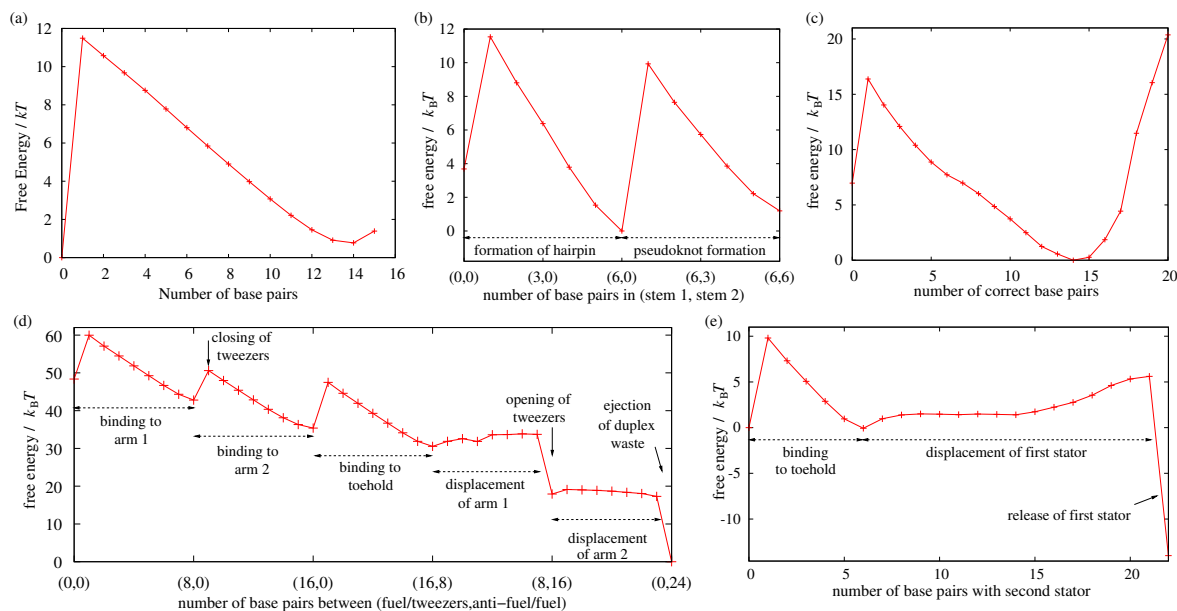 (a)
Free Energy / kT
12
10
8
6
4
2
0
0 2 4 6 8 10 12 14 16
Number of base pairs
(b)
free energy / k_BT
12
10
8
6
4
2
0
formation of hairpin pseudoknot formation
(0,0) (3,0) (6,0) (6,3) (6,6)
number of base pairs in (stem 1, stem 2)
(c)
free energy / k_BT
20
15
10
5
0
0 5 10 15 20
number of correct base pairs
(d)
free energy / k_BT
60
50
40
30
20
10
0
closing of
tweezers
binding to
arm 1
binding to
arm 2
binding to
toehold
displacement
of arm 1
opening of
tweezers
ejection
of duplex
waste
displacement
of arm 2
(0,0) (8,0) (16,0) (16,8) (8,16) (0,24)
number of base pairs between (fuel/tweezers,anti-fuel/fuel)
(e)
free energy / k_BT
10
5
0
-5
-10
binding
to toehold
displacement of first stator
release of first stator
0 5 10 15 20
number of base pairs with second stator